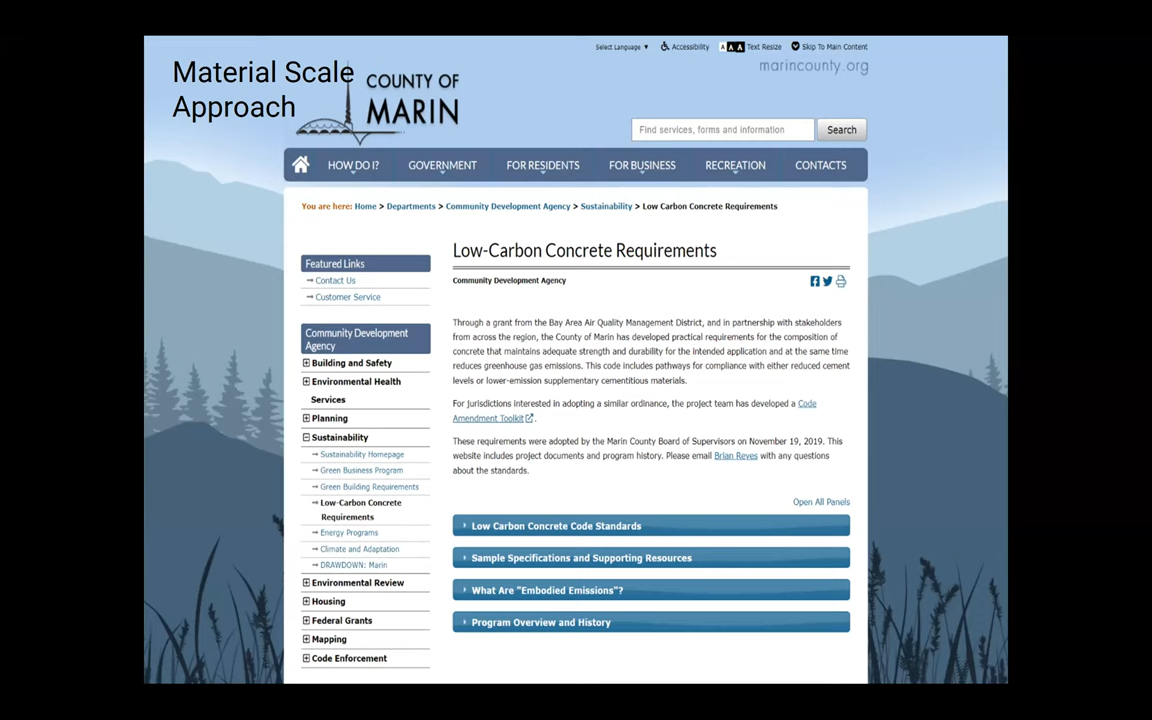 Select Language ▼ Accessibility A A A Text Resize Skip To Main Content
marincounty.org
Material Scale
Approach
COUNTY OF
MARIN
Find services, forms and information Search
HOW DO I? GOVERNMENT FOR RESIDENTS FOR BUSINESS RECREATION CONTACTS
You are here: Home > Departments > Community Development Agency > Sustainability > Low Carbon Concrete Requirements
Featured Links
Contact Us
Customer Service
Community Development
Agency
Building and Safety
Environmental Health
Services
Planning
Sustainability
Sustainability Homepage
Green Business Program
Green Building Requirements
Low-Carbon Concrete
Requirements
Energy Programs
Climate and Adaptation
DRAWDOWN: Marin
Environmental Review
Housing
Federal Grants
Mapping
Code Enforcement
Low-Carbon Concrete Requirements
Community Development Agency
Through a grant from the Bay Area Air Quality Management District, and in partnership with stakeholders
from across the region, the County of Marin has developed practical requirements for the composition of
concrete that maintains adequate strength and durability for the intended application and at the same time
reduces greenhouse gas emissions. This code includes pathways for compliance with either reduced cement
levels or lower-emission supplementary cementitious materials.
For jurisdictions interested in adopting a similar ordinance, the project team has developed a Code
Amendment Toolkit.
These requirements were adopted by the Marin County Board of Supervisors on November 19, 2019. This
website includes project documents and program history. Please email Brian Reyes with any questions
about the standards.
Open All Panels
Low Carbon Concrete Code Standards
Sample Specifications and Supporting Resources
What Are "Embodied Emissions"?
Program Overview and History